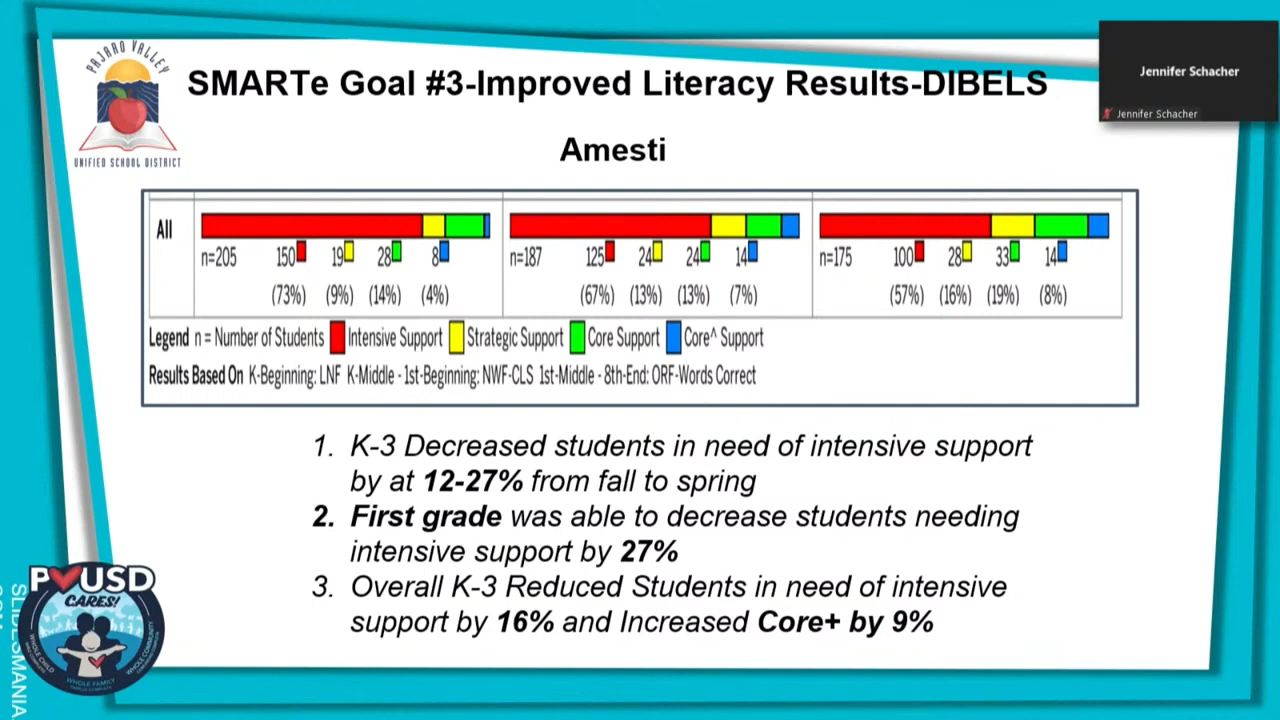 PAJARO VALLEY
UNIFIED SCHOOL DISTRICT
SMARTe Goal #3-Improved Literacy Results-DIBELS
Jennifer Schacher
Jennifer Schacher
Amesti
All
n=205 150 19 28 8 n=187 125 24 24 14 n=175 100 28 33 14
(73%) (9%) (14%) (4%) (67%) (13%) (13%) (7%) (57%) (16%) (19%) (8%)
Legend n = Number of Students Intensive Support Strategic Support Core Support Core^ Support
Results Based On K-Beginning: LNF K-Middle - 1st-Beginning: NWF-CLS 1st-Middle - 8th-End: ORF-Words Correct
1. K-3 Decreased students in need of intensive support
by at 12-27% from fall to spring
2. First grade was able to decrease students needing
intensive support by 27%
3. Overall K-3 Reduced Students in need of intensive
support by 16% and Increased Core+ by 9%
PVUSD
CARES!
WHOLE CHILD
WHOLE FAMILY
WHOLE COMMUNITY
SLIDESMANIA